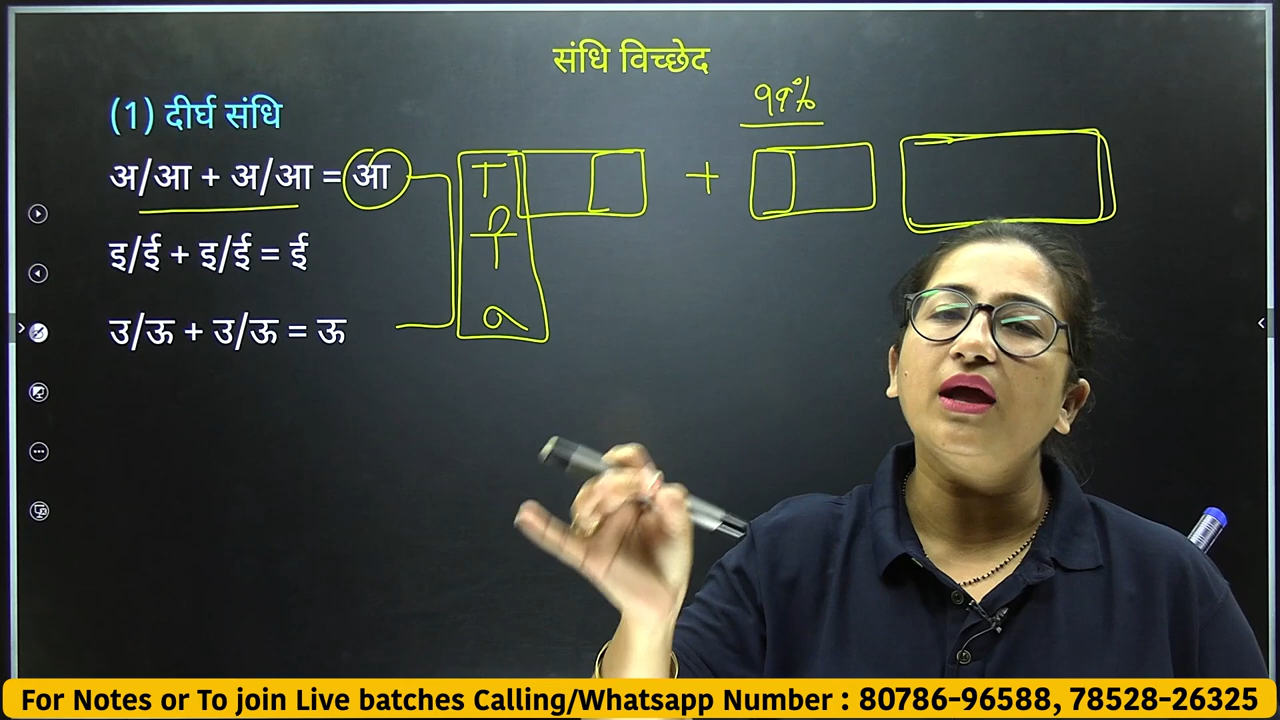 संधि विच्छेद
99%
(1) दीर्घ संधि
अ/आ + अ/आ = आ
+
इ/ई + इ/ई = ई
उ/ऊ + उ/ऊ = ऊ
For Notes or To join Live batches Calling/Whatsapp Number : 80786-96588, 78528-26325